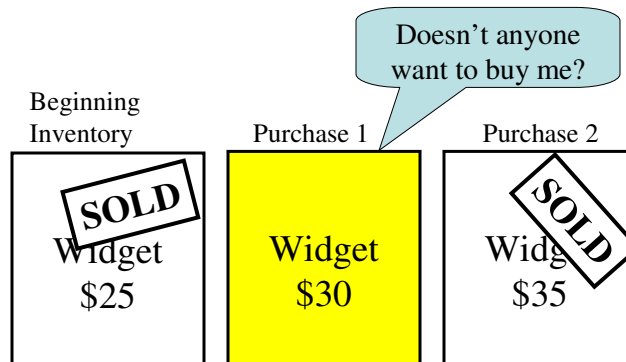 Doesn't anyone
want to buy me?
Beginning
Inventory
Purchase 1
Purchase 2
SOLD
Widget
$25
Widget
$30
SOLD
Widg
$35